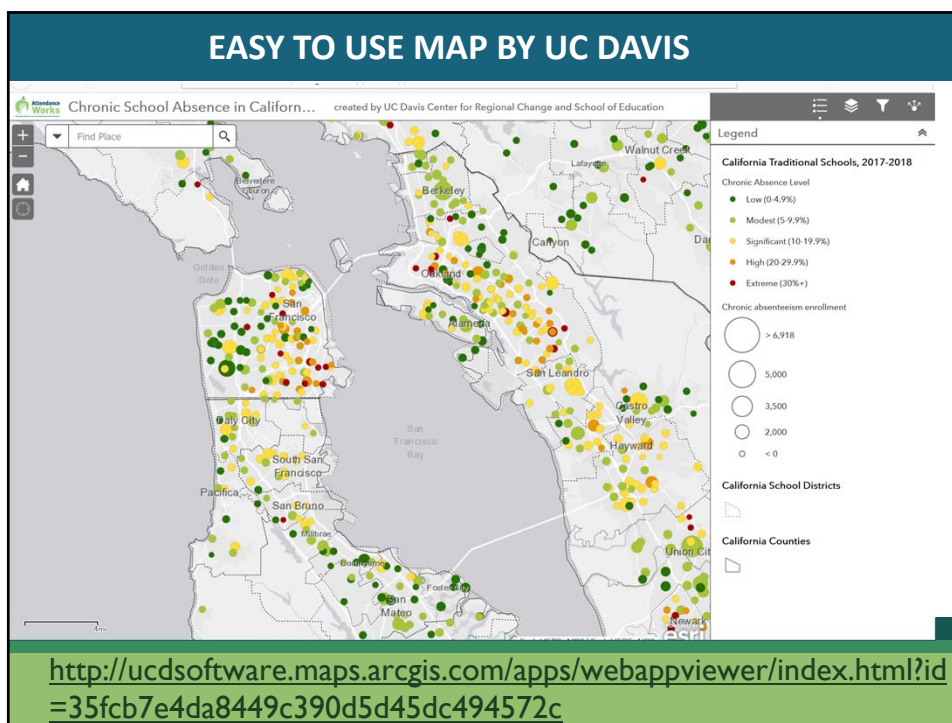 EASY TO USE MAP BY UC DAVIS
Attendance
Works
Chronic School Absence in Californ...
created by UC Davis Center for Regional Change and School of Education
Find Place
Legend
California Traditional Schools, 2017-2018
Chronic Absence Level
Low (0-4.9%)
Modest (5-9.9%)
Significant (10-19.9%)
High (20-29.9%)
Extreme (30%+)
Chronic absenteeism enrollment
> 6,918
5,000
3,500
2,000
< 0
California School Districts
California Counties
Walnut Creek
Lafayette
Belvedere
Tiburon
Berkeley
Canyon
Dan
Golden
Gate
Oakland
San
Francisco
Alameda
San Leandro
Castro
Valley
Daly City
San
Francisco
Bay
Hayward
South San
Francisco
Pacifica
San Bruno
Millbrae
Burlingame
Union Cit
Foster
San
Mateo
Newark
4mi
esri
http://ucdsoftware.maps.arcgis.com/apps/webappviewer/index.html?id
=35fcb7e4da8449c390d5d45dc494572c